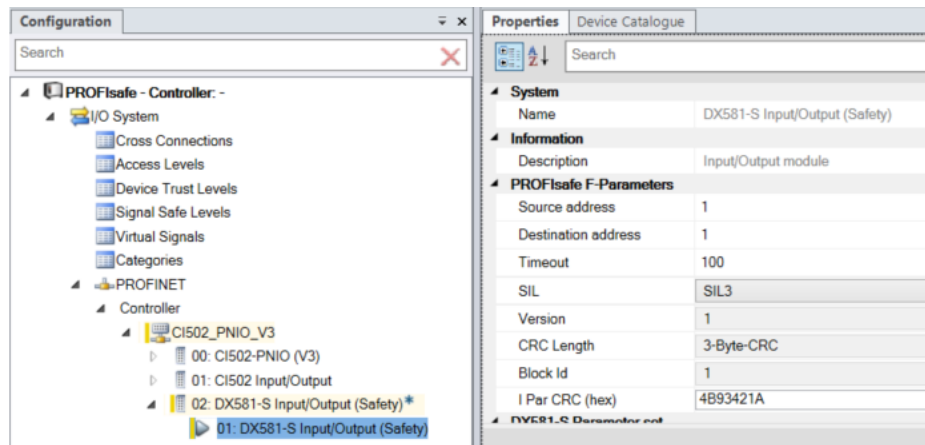 Configuration
Search
PROFIsafe - Controller: -
I/O System
Cross Connections
Access Levels
Device Trust Levels
Signal Safe Levels
Virtual Signals
Categories
PROFINET
Controller
CI502_PNIO_V3
00: CI502-PNIO (V3)
01: CI502 Input/Output
02: DX581-S Input/Output (Safety)*
01: DX581-S Input/Output (Safety)
Properties Device Catalogue
Search
System
Name DX581-S Input/Output (Safety)
Information
Description Input/Output module
PROFIsafe F-Parameters
Source address 1
Destination address 1
Timeout 100
SIL SIL3
Version 1
CRC Length 3-Byte-CRC
Block Id 1
I Par CRC (hex) 4B93421A
DX581-S Parameter set